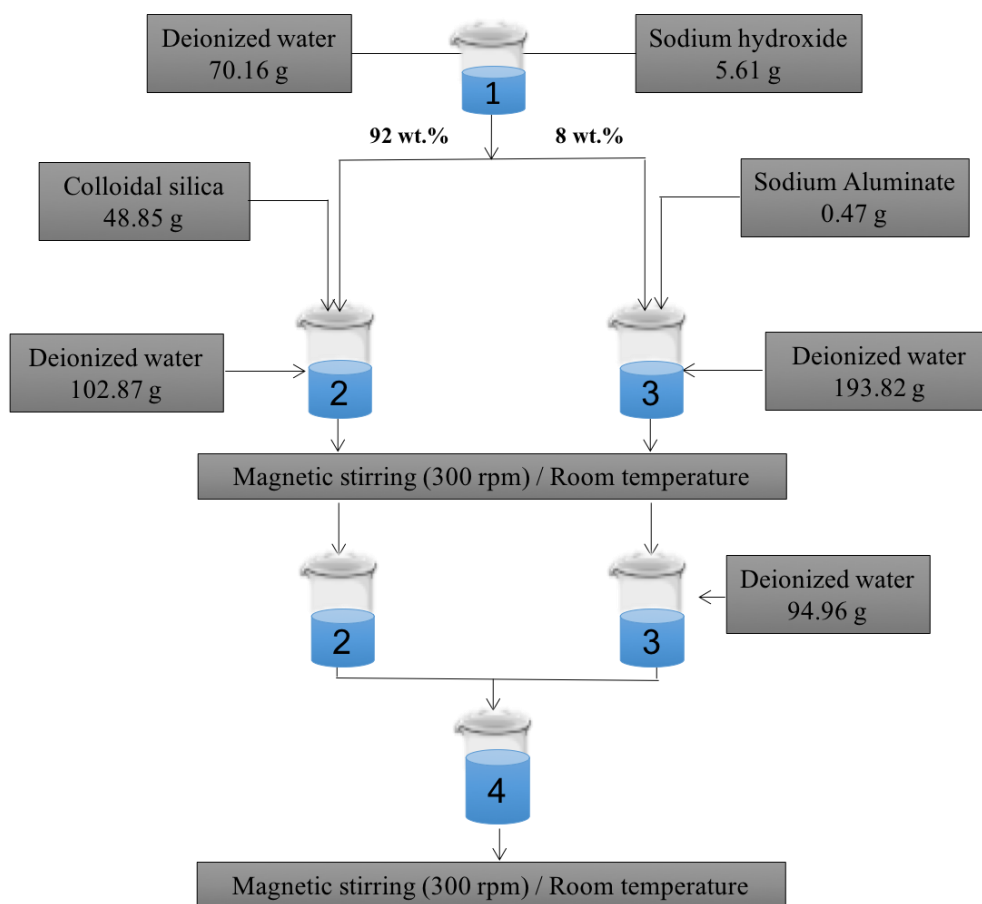 Deionized water
70.16 g
Sodium hydroxide
5.61 g
1
92 wt.%
8 wt.%
Colloidal silica
48.85 g
Sodium Aluminate
0.47 g
Deionized water
102.87 g
2
3
Deionized water
193.82 g
Magnetic stirring (300 rpm) / Room temperature
2
3
Deionized water
94.96 g
4
Magnetic stirring (300 rpm) / Room temperature